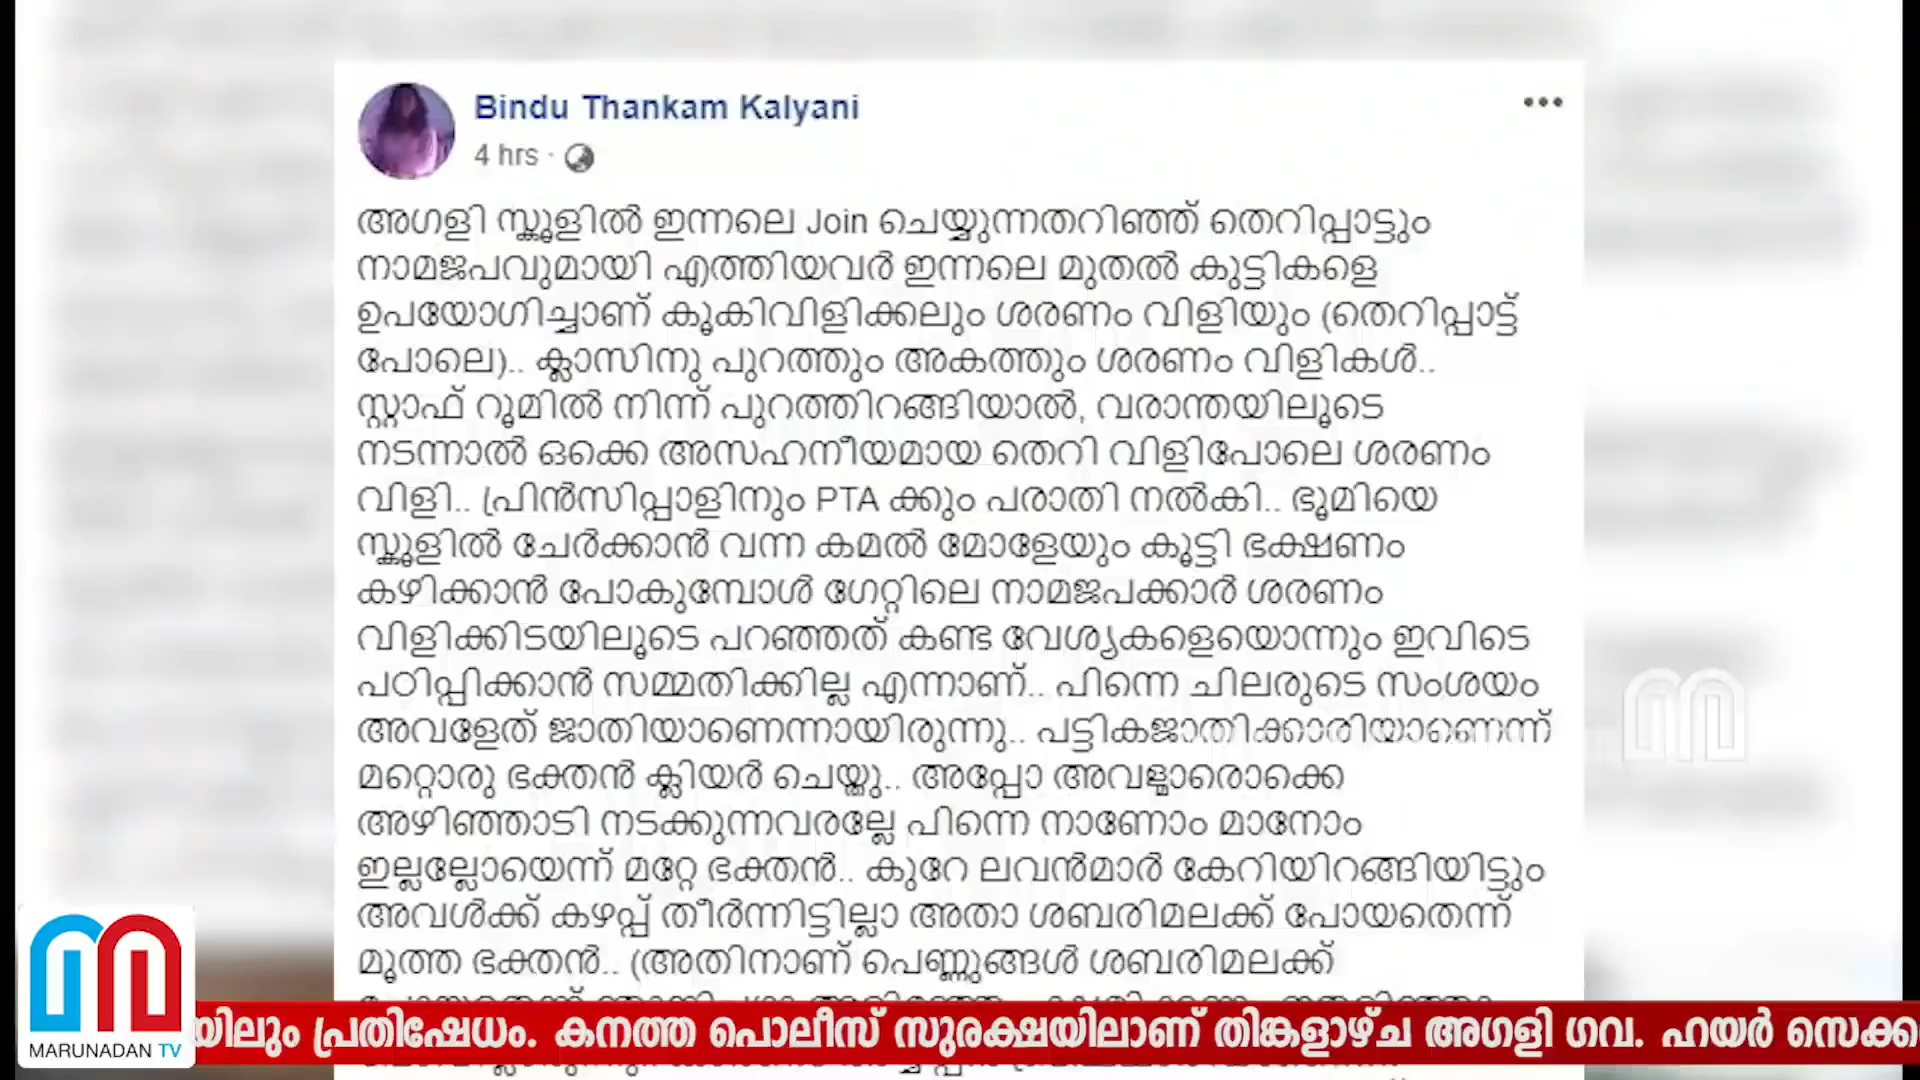 Bindu Thankam Kalyani
4 hrs ·
അഗളി സ്കൂളിൽ ഇന്നലെ Join ചെയ്യുന്നതറിഞ്ഞ് തെറിപ്പാട്ടും
നാമജപവുമായി എത്തിയവർ ഇന്നലെ മുതൽ കുട്ടികളെ
ഉപയോഗിച്ചാണ് കൂകിവിളിക്കലും ശരണം വിളിയും (തെറിപ്പാട്ട്
പോലെ).. ക്ലാസിനു പുറത്തും അകത്തും ശരണം വിളികൾ..
സ്റ്റാഫ് റൂമിൽ നിന്ന് പുറത്തിറങ്ങിയാൽ, വരാന്തയിലൂടെ
നടന്നാൽ ഒക്കെ അസഹനീയമായ തെറി വിളിപോലെ ശരണം
വിളി.. പ്രിൻസിപ്പാളിനും PTA ക്കും പരാതി നൽകി.. ഭൂമിയെ
സ്കൂളിൽ ചേർക്കാൻ വന്ന കമൽ മോളേയും കൂട്ടി ഭക്ഷണം
കഴിക്കാൻ പോകുമ്പോൾ ഗേറ്റിലെ നാമജപക്കാർ ശരണം
വിളിക്കിടയിലൂടെ പറഞ്ഞത് കണ്ട വേശ്യകളെയൊന്നും ഇവിടെ
പഠിപ്പിക്കാൻ സമ്മതിക്കില്ല എന്നാണ്.. പിന്നെ ചിലരുടെ സംശയം
അവളേത് ജാതിയാണെന്നായിരുന്നു.. പട്ടികജാതിക്കാരിയാണെന്ന്
മറ്റൊരു ഭക്തൻ ക്ലിയർ ചെയ്തു.. അപ്പോ അവളുമാരൊക്കെ
അഴിഞ്ഞാടി നടക്കുന്നവരല്ലേ പിന്നെ നാണോം മാനോം
ഇല്ലല്ലോയെന്ന് മറ്റേ ഭക്തൻ.. കുറേ ലവൻമാർ കേറിയിറങ്ങിയിട്ടും
അവൾക്ക് കഴപ്പ് തീർന്നിട്ടില്ലാ അതാ ശബരിമലക്ക് പോയതെന്ന്
മൂത്ത ഭക്തൻ.. (അതിനാണ് പെണ്ണുങ്ങൾ ശബരിമലക്ക്
യിലും പ്രതിഷേധം. കനത്ത പൊലീസ് സുരക്ഷയിലാണ് തിങ്കളാഴ്ച അഗളി ഗവ. ഹയർ സെക്ക
MARUNADAN TV